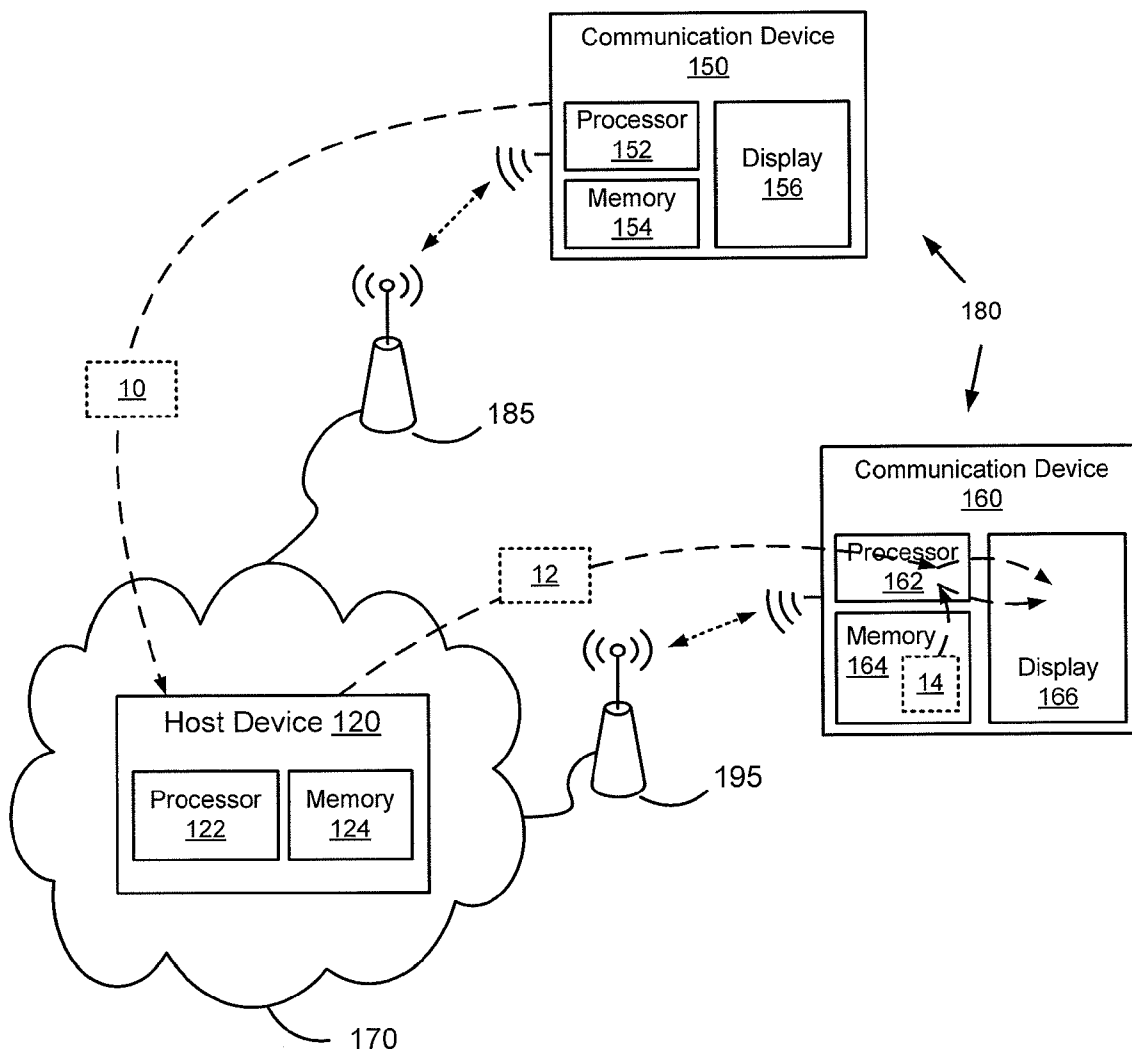 Communication Device
150
Processor
152
Memory
154
Display
156
180
10
185
Communication Device
160
12
Processor
162
Memory
164
14
Display
166
Host Device 120
Processor
122
Memory
124
195
170